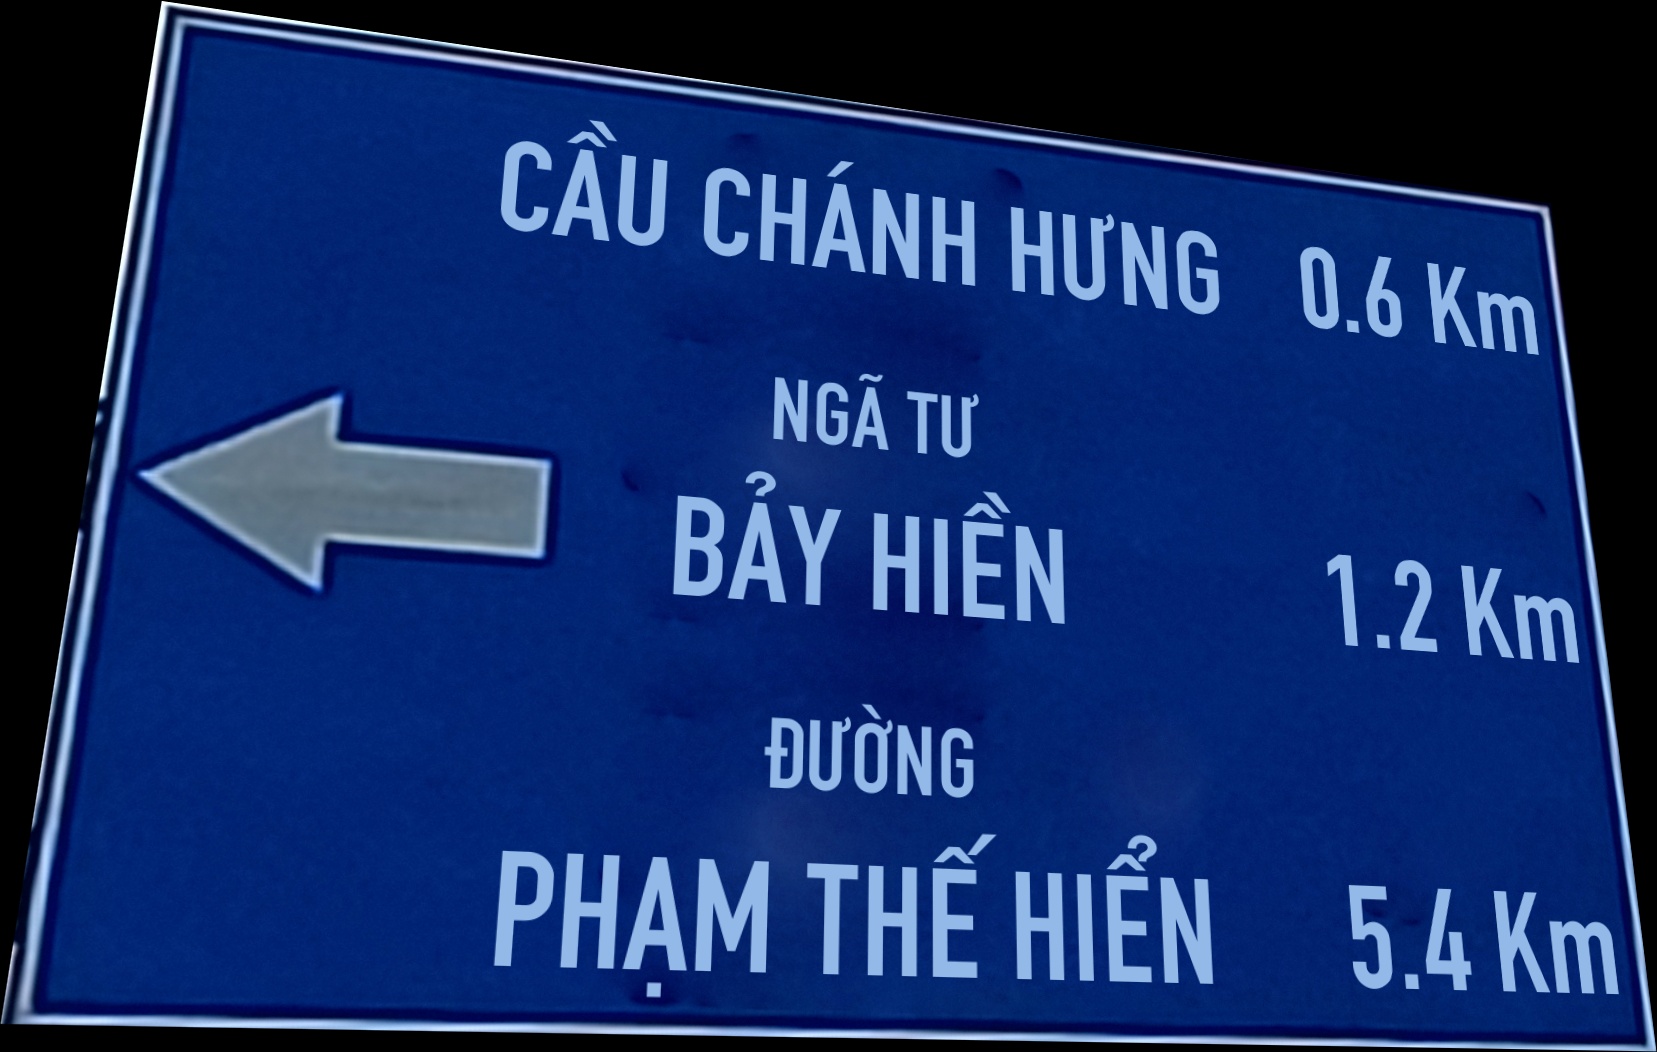 CẦU CHÁNH HƯNG 0.6 Km
NGÃ TƯ
BẢY HIỀN 1.2 Km
ĐƯỜNG
PHẠM THẾ HIỂN 5.4 Km